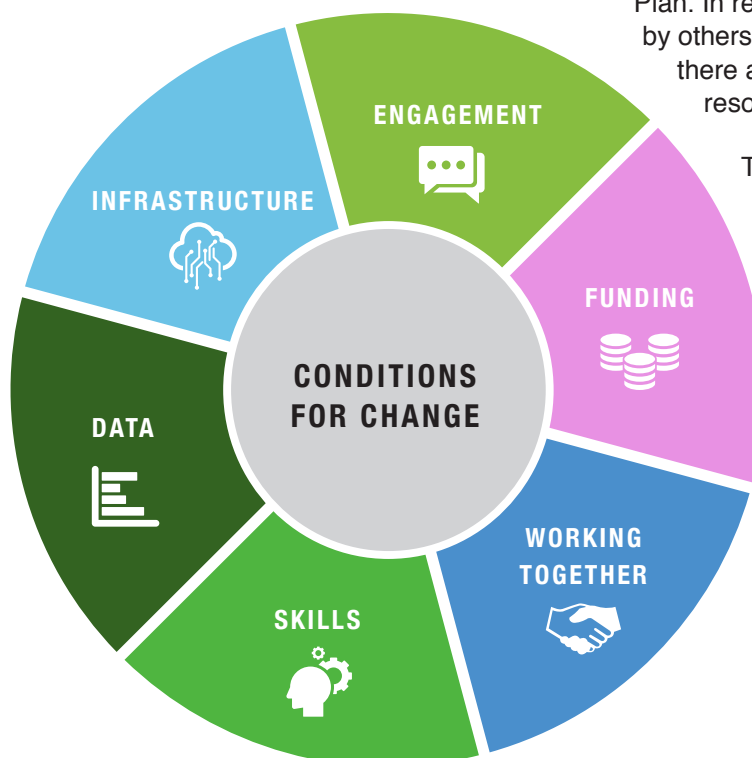 Plan. In re
by others
there a
reso
T
ENGAGEMENT
INFRASTRUCTURE
FUNDING
CONDITIONS
FOR CHANGE
DATA
WORKING
TOGETHER
SKILLS